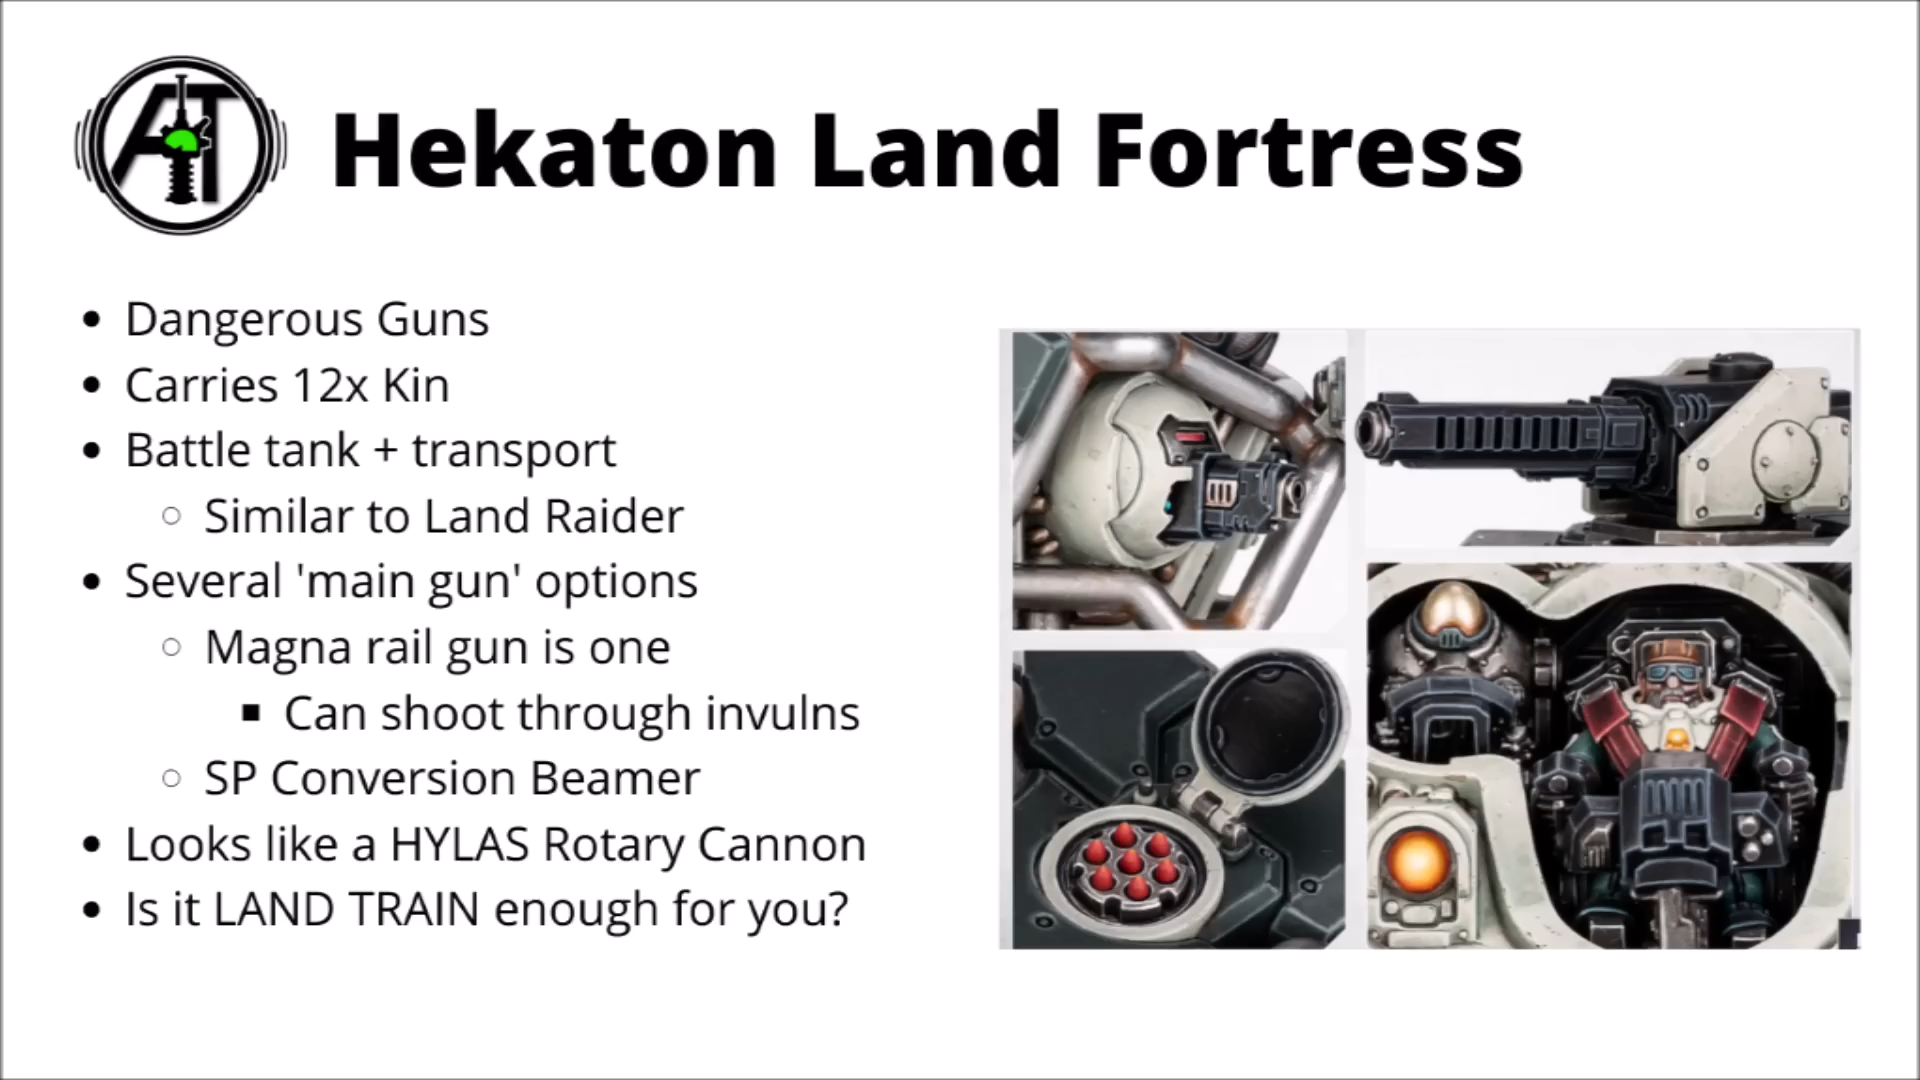 AT
Hekaton Land Fortress
Dangerous Guns
Carries 12x Kin
Battle tank + transport
Similar to Land Raider
Several 'main gun' options
Magna rail gun is one
Can shoot through invulns
SP Conversion Beamer
Looks like a HYLAS Rotary Cannon
Is it LAND TRAIN enough for you?